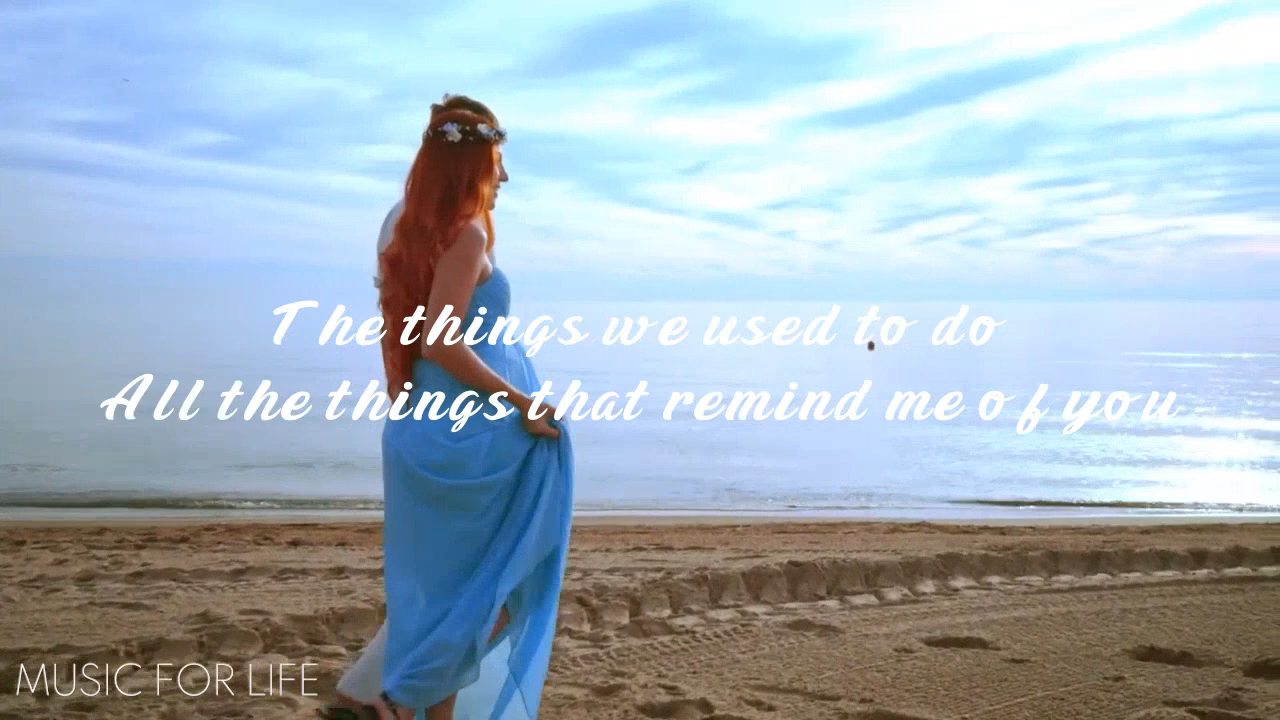 The things we used to do
All the things that remind me of you
MUSIC FOR LIFE